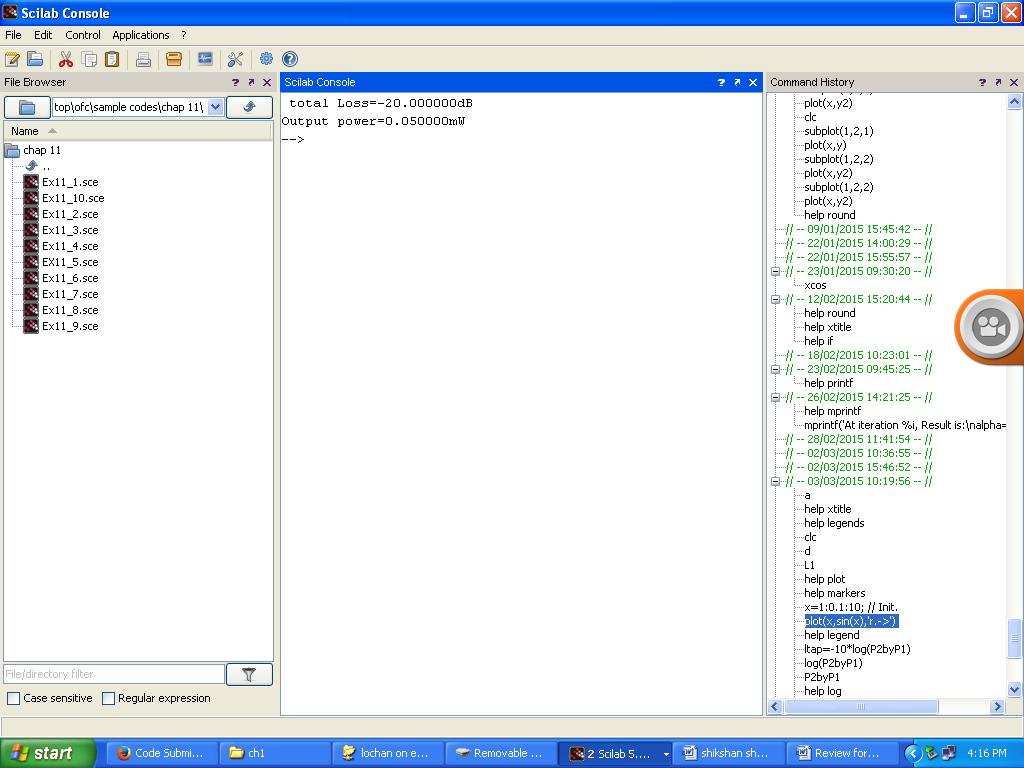 Scilab Console
File Edit Control Applications ?
File Browser ? Scilab Console ? Command History ?
top\ofc\sample codes\chap 11\
Name
chap 11
..
Ex11_1.sce
Ex11_10.sce
Ex11_2.sce
Ex11_3.sce
Ex11_4.sce
EX11_5.sce
Ex11_6.sce
Ex11_7.sce
Ex11_8.sce
Ex11_9.sce
File/directory filter
Case sensitive Regular expression
total Loss=-20.000000dB
Output power=0.050000mW
-->
plot(x,y2)
clc
subplot(1,2,1)
plot(x,y)
subplot(1,2,2)
plot(x,y2)
subplot(1,2,2)
plot(x,y2)
help round
// -- 09/01/2015 15:45:42 -- //
// -- 22/01/2015 14:00:29 -- //
// -- 22/01/2015 15:55:57 -- //
// -- 23/01/2015 09:30:20 -- //
xcos
// -- 12/02/2015 15:20:44 -- //
help round
help xtitle
help if
// -- 18/02/2015 10:23:01 -- //
// -- 23/02/2015 09:45:25 -- //
help printf
// -- 26/02/2015 14:21:25 -- //
help mprintf
mprintf('At iteration %i, Result is:\nalpha=
// -- 28/02/2015 11:41:54 -- //
// -- 02/03/2015 10:36:55 -- //
// -- 02/03/2015 15:46:52 -- //
// -- 03/03/2015 10:19:56 -- //
a
help xtitle
help legends
clc
d
L1
help plot
help markers
x=1:0.1:10; // Init.
plot(x,sin(x),'r.->')
help legend
ltap=-10*log(P2byP1)
log(P2byP1)
P2byP1
help log
start Code Submi... ch1 lochan on e... Removable ... 2 Scilab 5.... shikshan sh... Review for... 4:16 PM